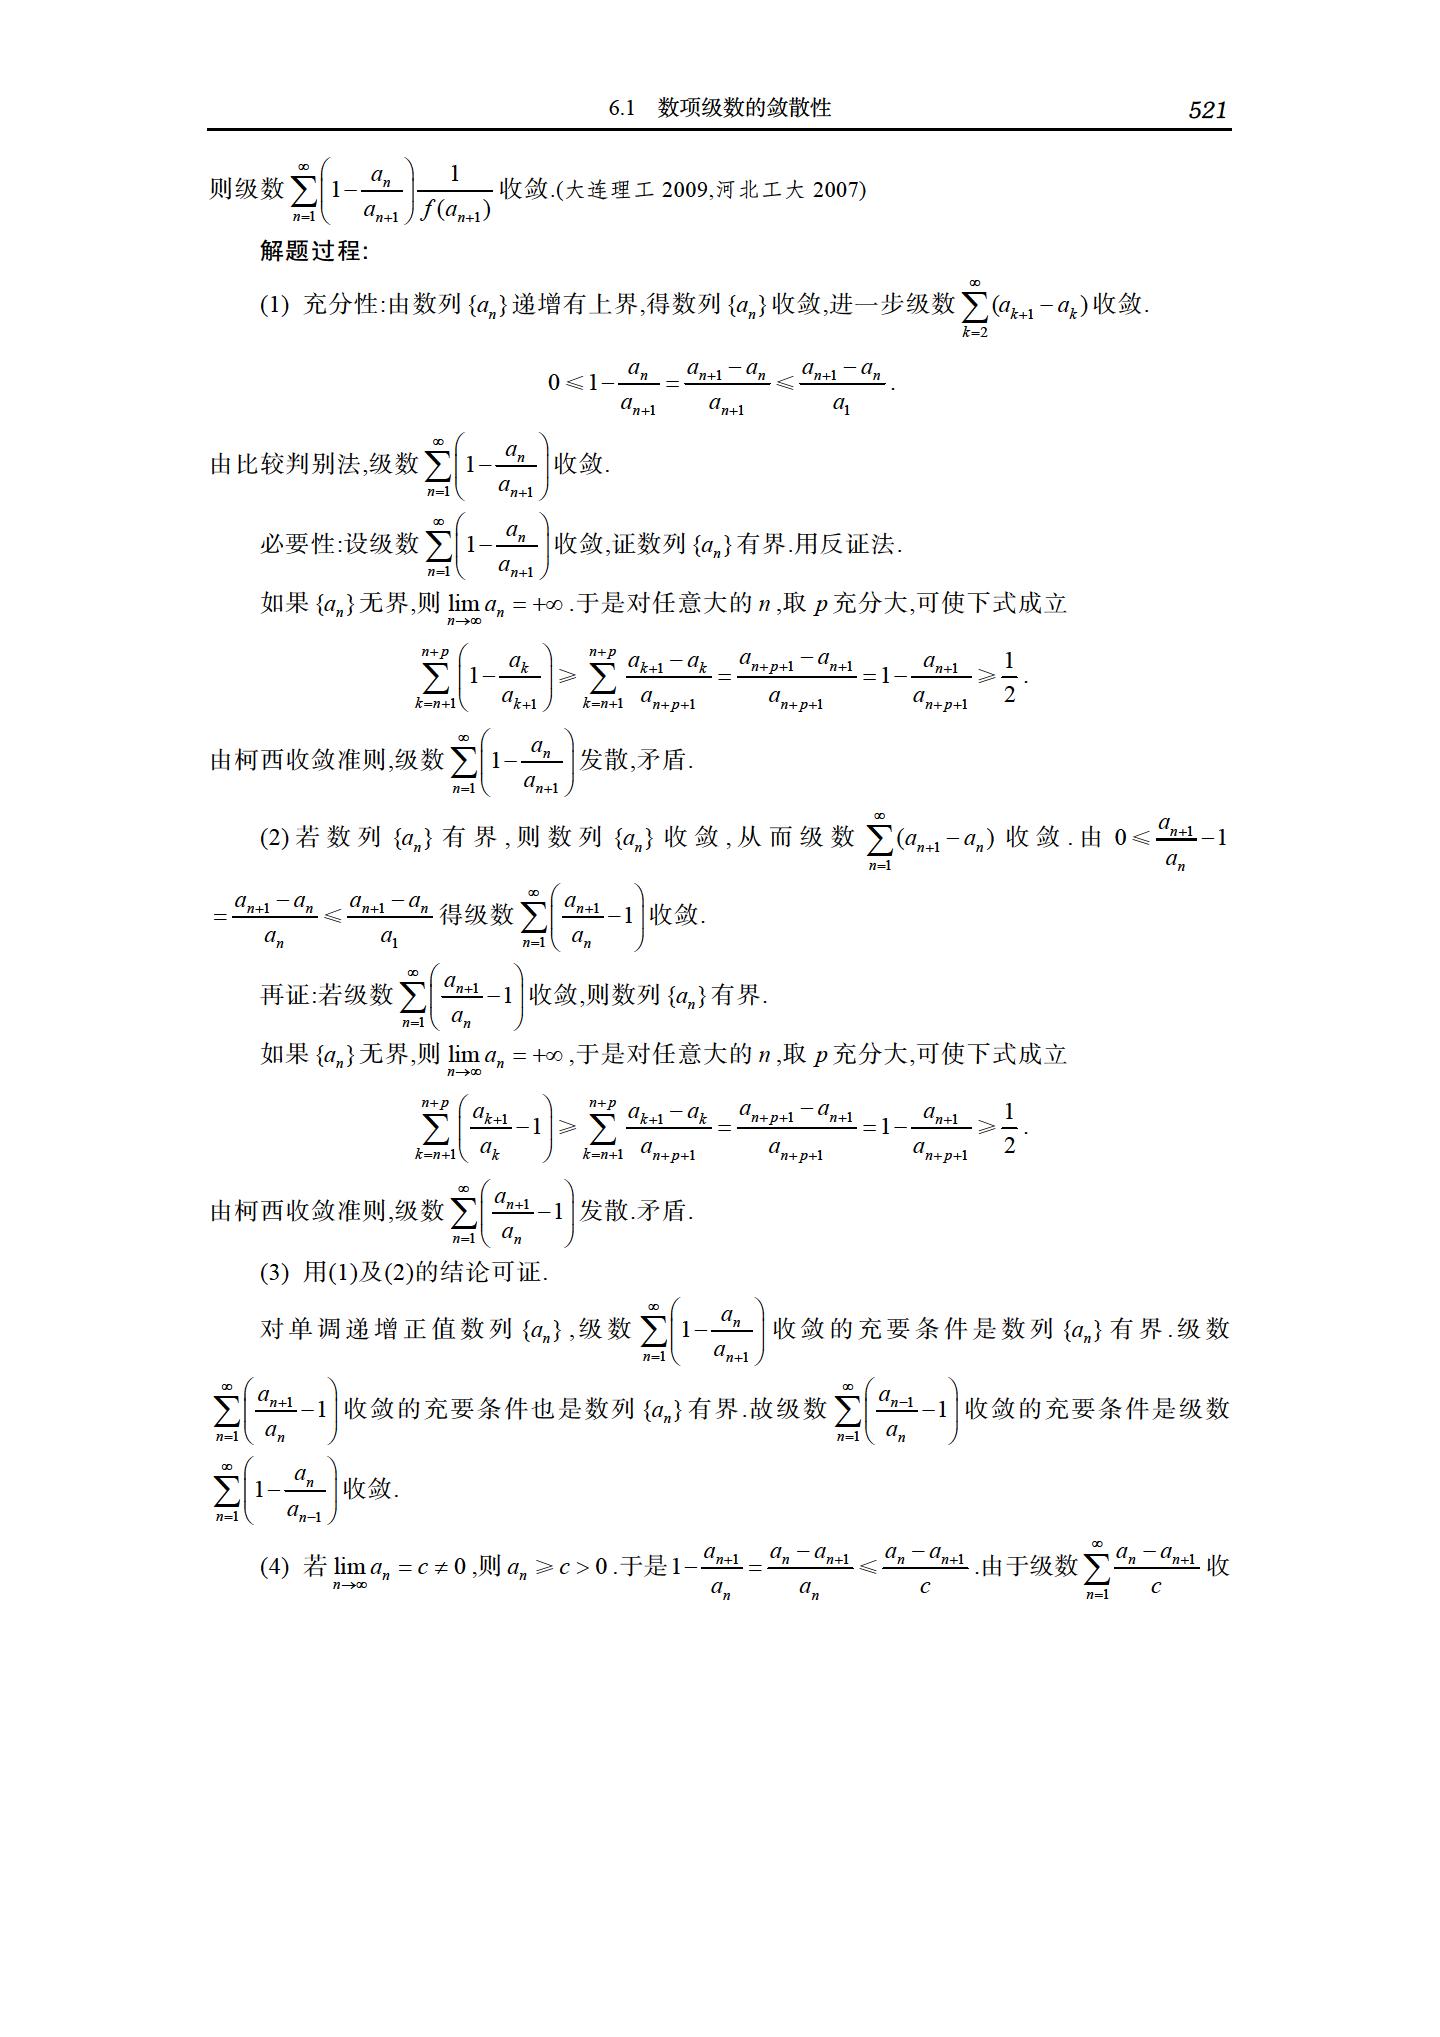 6.1 数项级数的敛散性 521
则级数 $\sum_{n=1}^{\infty}\left(1-\frac{a_n}{a_{n+1}}\right)\frac{1}{f(a_{n+1})}$ 收敛.(大连理工 2009,河北工大 2007)
解题过程:
(1) 充分性:由数列 $\{a_n\}$ 递增有上界,得数列 $\{a_n\}$ 收敛,进一步级数 $\sum_{k=2}^{\infty}(a_{k+1}-a_k)$ 收敛.
$0\leqslant 1-\frac{a_n}{a_{n+1}}=\frac{a_{n+1}-a_n}{a_{n+1}}\leqslant\frac{a_{n+1}-a_n}{a_1}.$
由比较判别法,级数 $\sum_{n=1}^{\infty}\left(1-\frac{a_n}{a_{n+1}}\right)$ 收敛.
必要性:设级数 $\sum_{n=1}^{\infty}\left(1-\frac{a_n}{a_{n+1}}\right)$ 收敛,证数列 $\{a_n\}$ 有界.用反证法.
如果 $\{a_n\}$ 无界,则 $\lim_{n\to\infty}a_n=+\infty$.于是对任意大的 $n$,取 $p$ 充分大,可使下式成立
$\sum_{k=n+1}^{n+p}\left(1-\frac{a_k}{a_{k+1}}\right)\geqslant\sum_{k=n+1}^{n+p}\frac{a_{k+1}-a_k}{a_{n+p+1}}=\frac{a_{n+p+1}-a_{n+1}}{a_{n+p+1}}=1-\frac{a_{n+1}}{a_{n+p+1}}\geqslant\frac{1}{2}.$
由柯西收敛准则,级数 $\sum_{n=1}^{\infty}\left(1-\frac{a_n}{a_{n+1}}\right)$ 发散,矛盾.
(2) 若数列 $\{a_n\}$ 有界,则数列 $\{a_n\}$ 收敛,从而级数 $\sum_{n=1}^{\infty}(a_{n+1}-a_n)$ 收敛.由 $0\leqslant\frac{a_{n+1}}{a_n}-1$
$=\frac{a_{n+1}-a_n}{a_n}\leqslant\frac{a_{n+1}-a_n}{a_1}$ 得级数 $\sum_{n=1}^{\infty}\left(\frac{a_{n+1}}{a_n}-1\right)$ 收敛.
再证:若级数 $\sum_{n=1}^{\infty}\left(\frac{a_{n+1}}{a_n}-1\right)$ 收敛,则数列 $\{a_n\}$ 有界.
如果 $\{a_n\}$ 无界,则 $\lim_{n\to\infty}a_n=+\infty$,于是对任意大的 $n$,取 $p$ 充分大,可使下式成立
$\sum_{k=n+1}^{n+p}\left(\frac{a_{k+1}}{a_k}-1\right)\geqslant\sum_{k=n+1}^{n+p}\frac{a_{k+1}-a_k}{a_{n+p+1}}=\frac{a_{n+p+1}-a_{n+1}}{a_{n+p+1}}=1-\frac{a_{n+1}}{a_{n+p+1}}\geqslant\frac{1}{2}.$
由柯西收敛准则,级数 $\sum_{n=1}^{\infty}\left(\frac{a_{n+1}}{a_n}-1\right)$ 发散.矛盾.
(3) 用(1)及(2)的结论可证.
对单调递增正值数列 $\{a_n\}$,级数 $\sum_{n=1}^{\infty}\left(1-\frac{a_n}{a_{n+1}}\right)$ 收敛的充要条件是数列 $\{a_n\}$ 有界.级数
$\sum_{n=1}^{\infty}\left(\frac{a_{n+1}}{a_n}-1\right)$ 收敛的充要条件也是数列 $\{a_n\}$ 有界.故级数 $\sum_{n=1}^{\infty}\left(\frac{a_{n-1}}{a_n}-1\right)$ 收敛的充要条件是级数
$\sum_{n=1}^{\infty}\left(1-\frac{a_n}{a_{n-1}}\right)$ 收敛.
(4) 若 $\lim_{n\to\infty}a_n=c\neq 0$,则 $a_n\geqslant c>0$.于是 $1-\frac{a_{n+1}}{a_n}=\frac{a_n-a_{n+1}}{a_n}\leqslant\frac{a_n-a_{n+1}}{c}$.由于级数 $\sum_{n=1}^{\infty}\frac{a_n-a_{n+1}}{c}$ 收